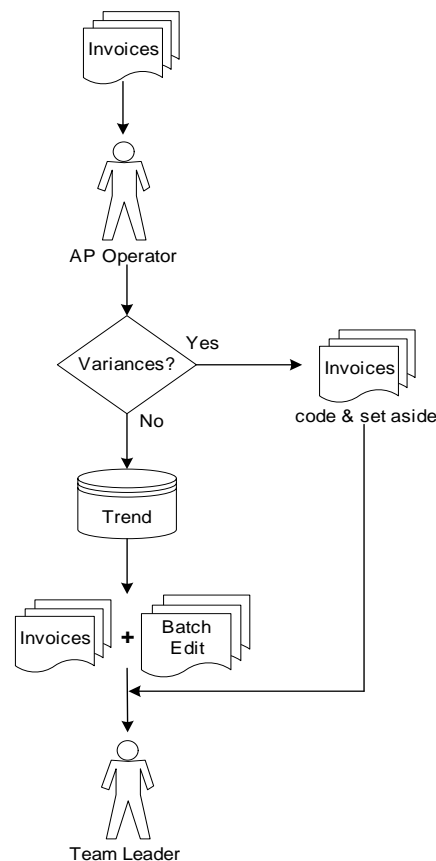 Invoices
AP Operator
Variances?
Yes
Invoices
code & set aside
No
Trend
Invoices
+
Batch
Edit
Team Leader